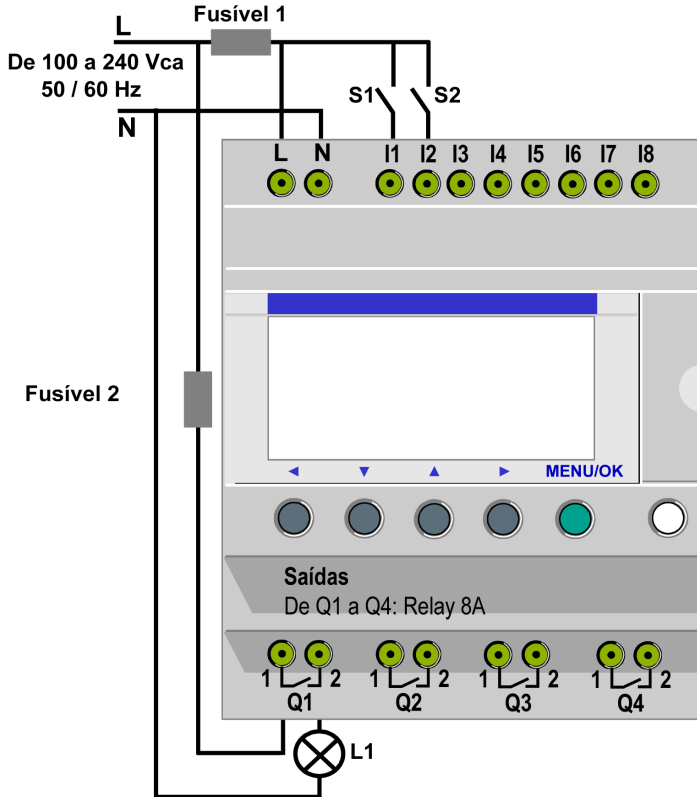 Fusível 1
L
De 100 a 240 Vca
50 / 60 Hz
N
S1 S2
L N I1 I2 I3 I4 I5 I6 I7 I8
Fusível 2
MENU/OK
Saídas
De Q1 a Q4: Relay 8A
1 2 1 2 1 2 1 2
Q1 Q2 Q3 Q4
L1